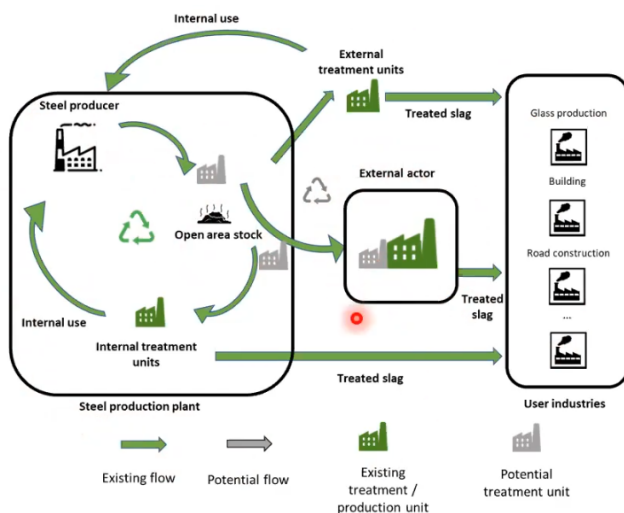 Internal use
External
treatment units
Steel producer
Treated slag
Glass production
Building
External actor
Open area stock
Road construction
...
Internal use
Treated
slag
Internal treatment
units
Treated slag
Steel production plant
User industries
Existing flow
Potential flow
Existing
treatment /
production unit
Potential
treatment unit